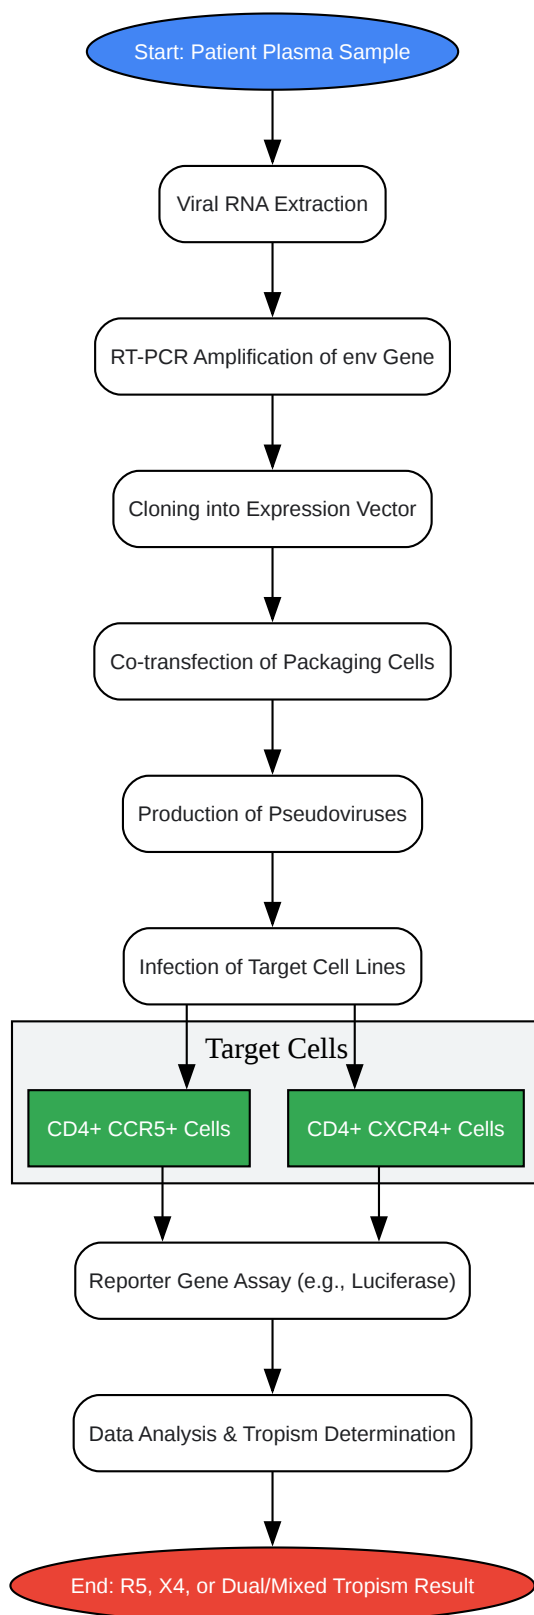 Start: Patient Plasma Sample
Viral RNA Extraction
RT-PCR Amplification of env Gene
Cloning into Expression Vector
Co-transfection of Packaging Cells
Production of Pseudoviruses
Infection of Target Cell Lines
Target Cells
CD4+ CCR5+ Cells
CD4+ CXCR4+ Cells
Reporter Gene Assay (e.g., Luciferase)
Data Analysis & Tropism Determination
End: R5, X4, or Dual/Mixed Tropism Result